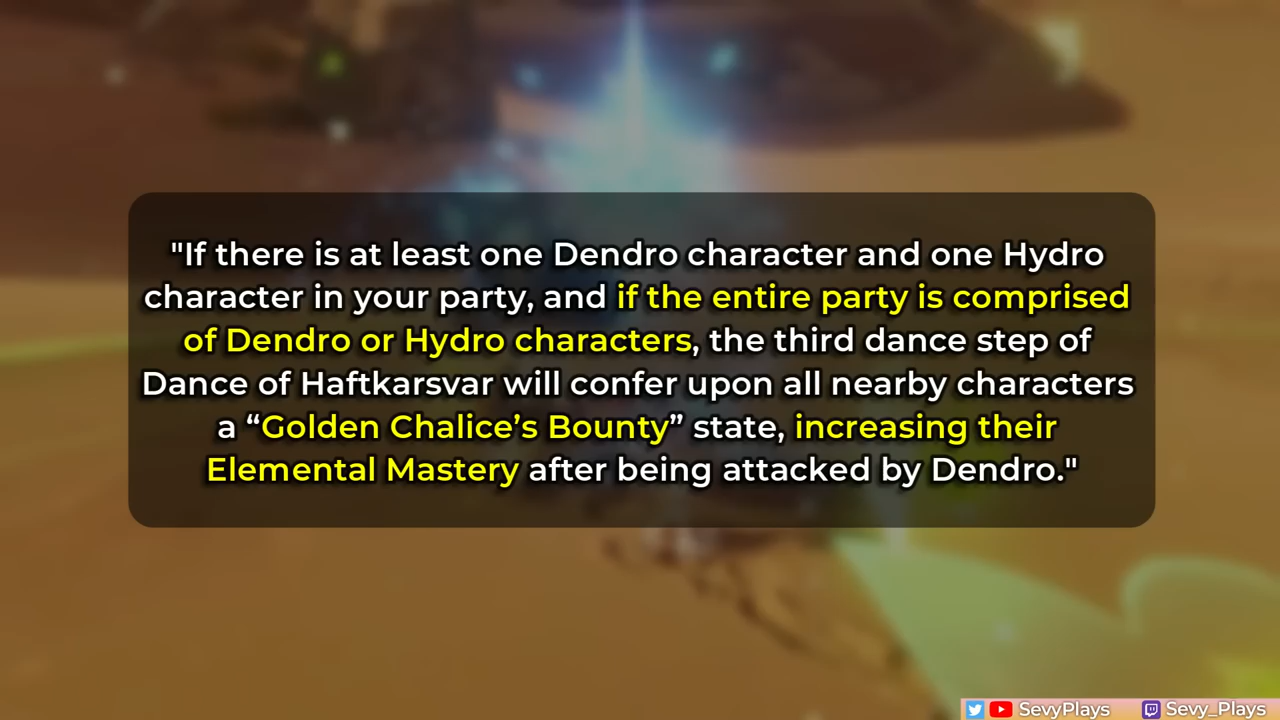 "If there is at least one Dendro character and one Hydro
character in your party, and if the entire party is comprised
of Dendro or Hydro characters, the third dance step of
Dance of Haftkarsvar will confer upon all nearby characters
a “Golden Chalice’s Bounty” state, increasing their
Elemental Mastery after being attacked by Dendro."
SevyPlays Sevy_Plays